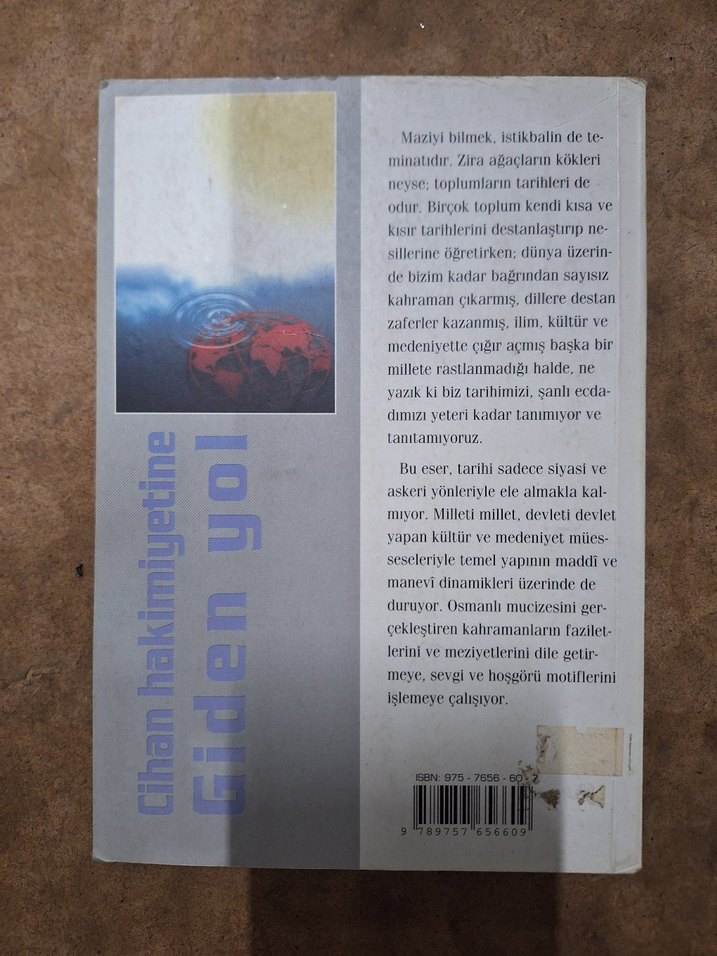 Cihan hakimiyetine
Giden yol
Maziyi bilmek, istikbalin de te-
minatıdır. Zira ağaçların kökleri
neyse; toplumların tarihleri de
odur. Birçok toplum kendi kısa ve
kısır tarihlerini destanlaştırıp ne-
sillerine öğretirken; dünya üzerin-
de bizim kadar bağrından sayısız
kahraman çıkarmış, dillere destan
zaferler kazanmış, ilim, kültür ve
medeniyette çığır açmış başka bir
millete rastlanmadığı halde, ne
yazık ki biz tarihimizi, şanlı ecda-
dımızı yeteri kadar tanımıyor ve
tanıtamıyoruz.
Bu eser, tarihi sadece siyasi ve
askeri yönleriyle ele almakla kal-
mıyor. Milleti millet, devleti devlet
yapan kültür ve medeniyet mües-
seseleriyle temel yapının maddî ve
manevî dinamikleri üzerinde de
duruyor. Osmanlı mucizesini ger-
çekleştiren kahramanların fazilet-
lerini ve meziyetlerini dile getir-
meye, sevgi ve hoşgörü motiflerini
işlemeye çalışıyor.
ISBN: 975 - 7656 - 60 -
9 789757 656609